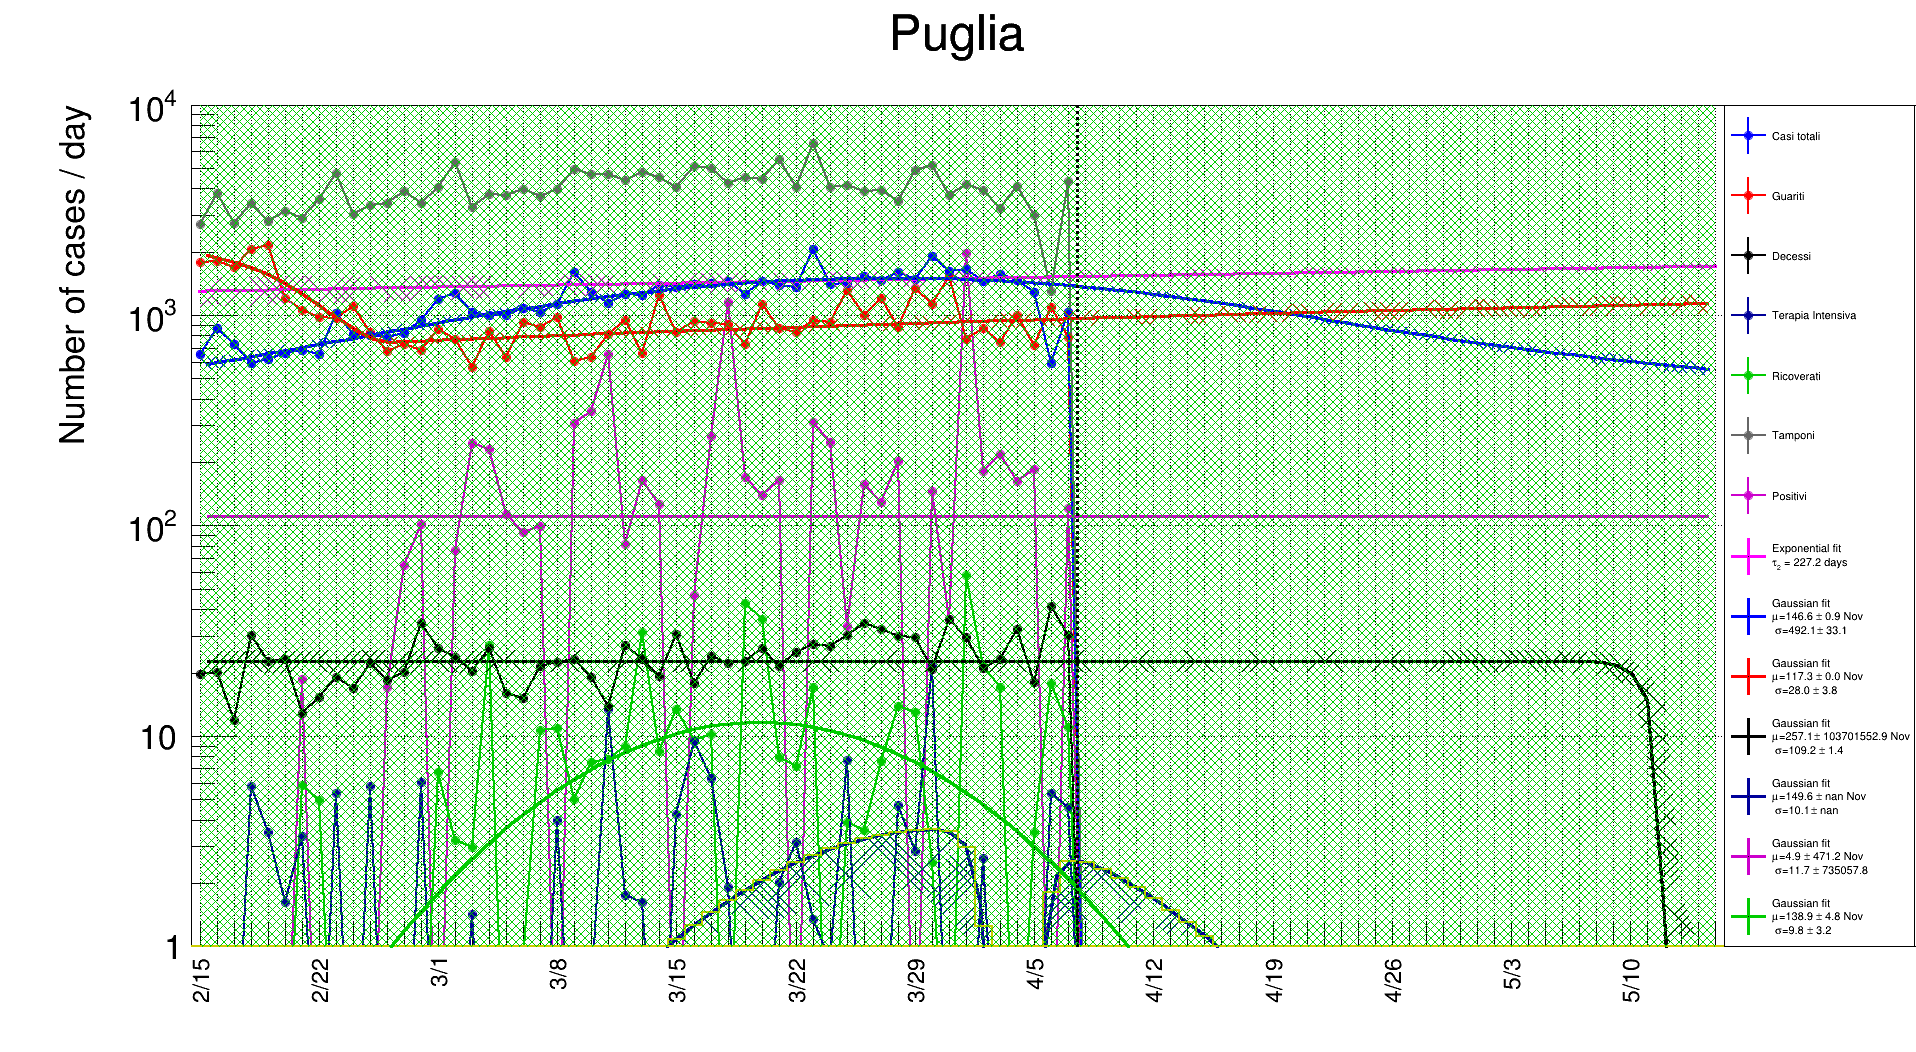 Puglia
Number of cases / day
10^4
10^3
10^2
10
1
2/15
2/22
3/1
3/8
3/15
3/22
3/29
4/5
4/12
4/19
4/26
5/3
5/10
Casi totali
Guariti
Decessi
Terapia Intensiva
Ricoverati
Tamponi
Positivi
Exponential fit
τ₂ = 227.2 days
Gaussian fit
μ=146.6 ± 0.9 Nov
σ=492.1 ± 33.1
Gaussian fit
μ=117.3 ± 0.0 Nov
σ=28.0 ± 3.8
Gaussian fit
μ=257.1 ± 103701552.9 Nov
σ=109.2 ± 1.4
Gaussian fit
μ=149.6 ± nan Nov
σ=10.1 ± nan
Gaussian fit
μ=4.9 ± 471.2 Nov
σ=11.7 ± 735057.8
Gaussian fit
μ=138.9 ± 4.8 Nov
σ=9.8 ± 3.2